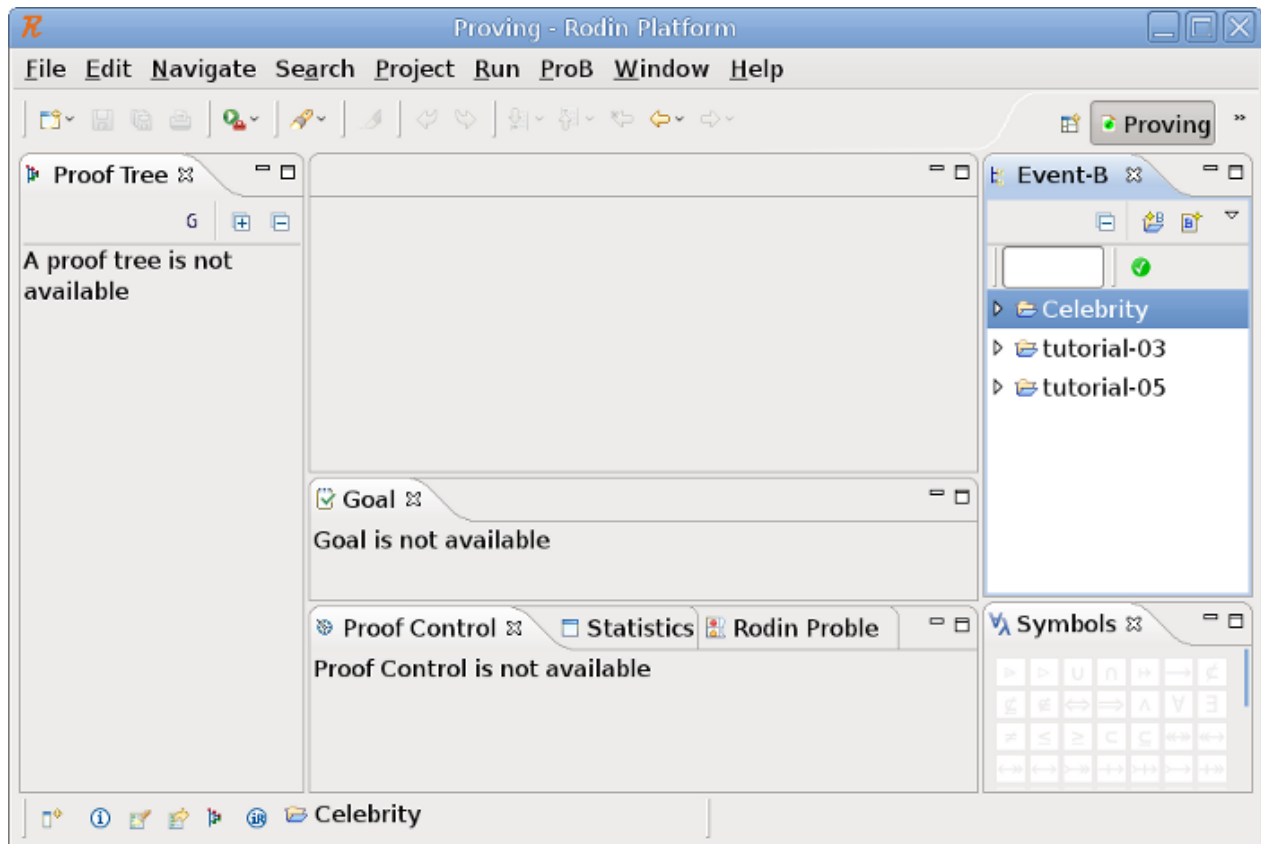 Proving - Rodin Platform
File Edit Navigate Search Project Run ProB Window Help
Proving
Proof Tree
G
A proof tree is not
available
Goal
Goal is not available
Proof Control Statistics Rodin Proble
Proof Control is not available
Event-B
Celebrity
tutorial-03
tutorial-05
Symbols
∪ ∩
⇔ ⇒ ∧ ∀ ∃
≠ ≤ ≥ ⊂ ⊆
Celebrity